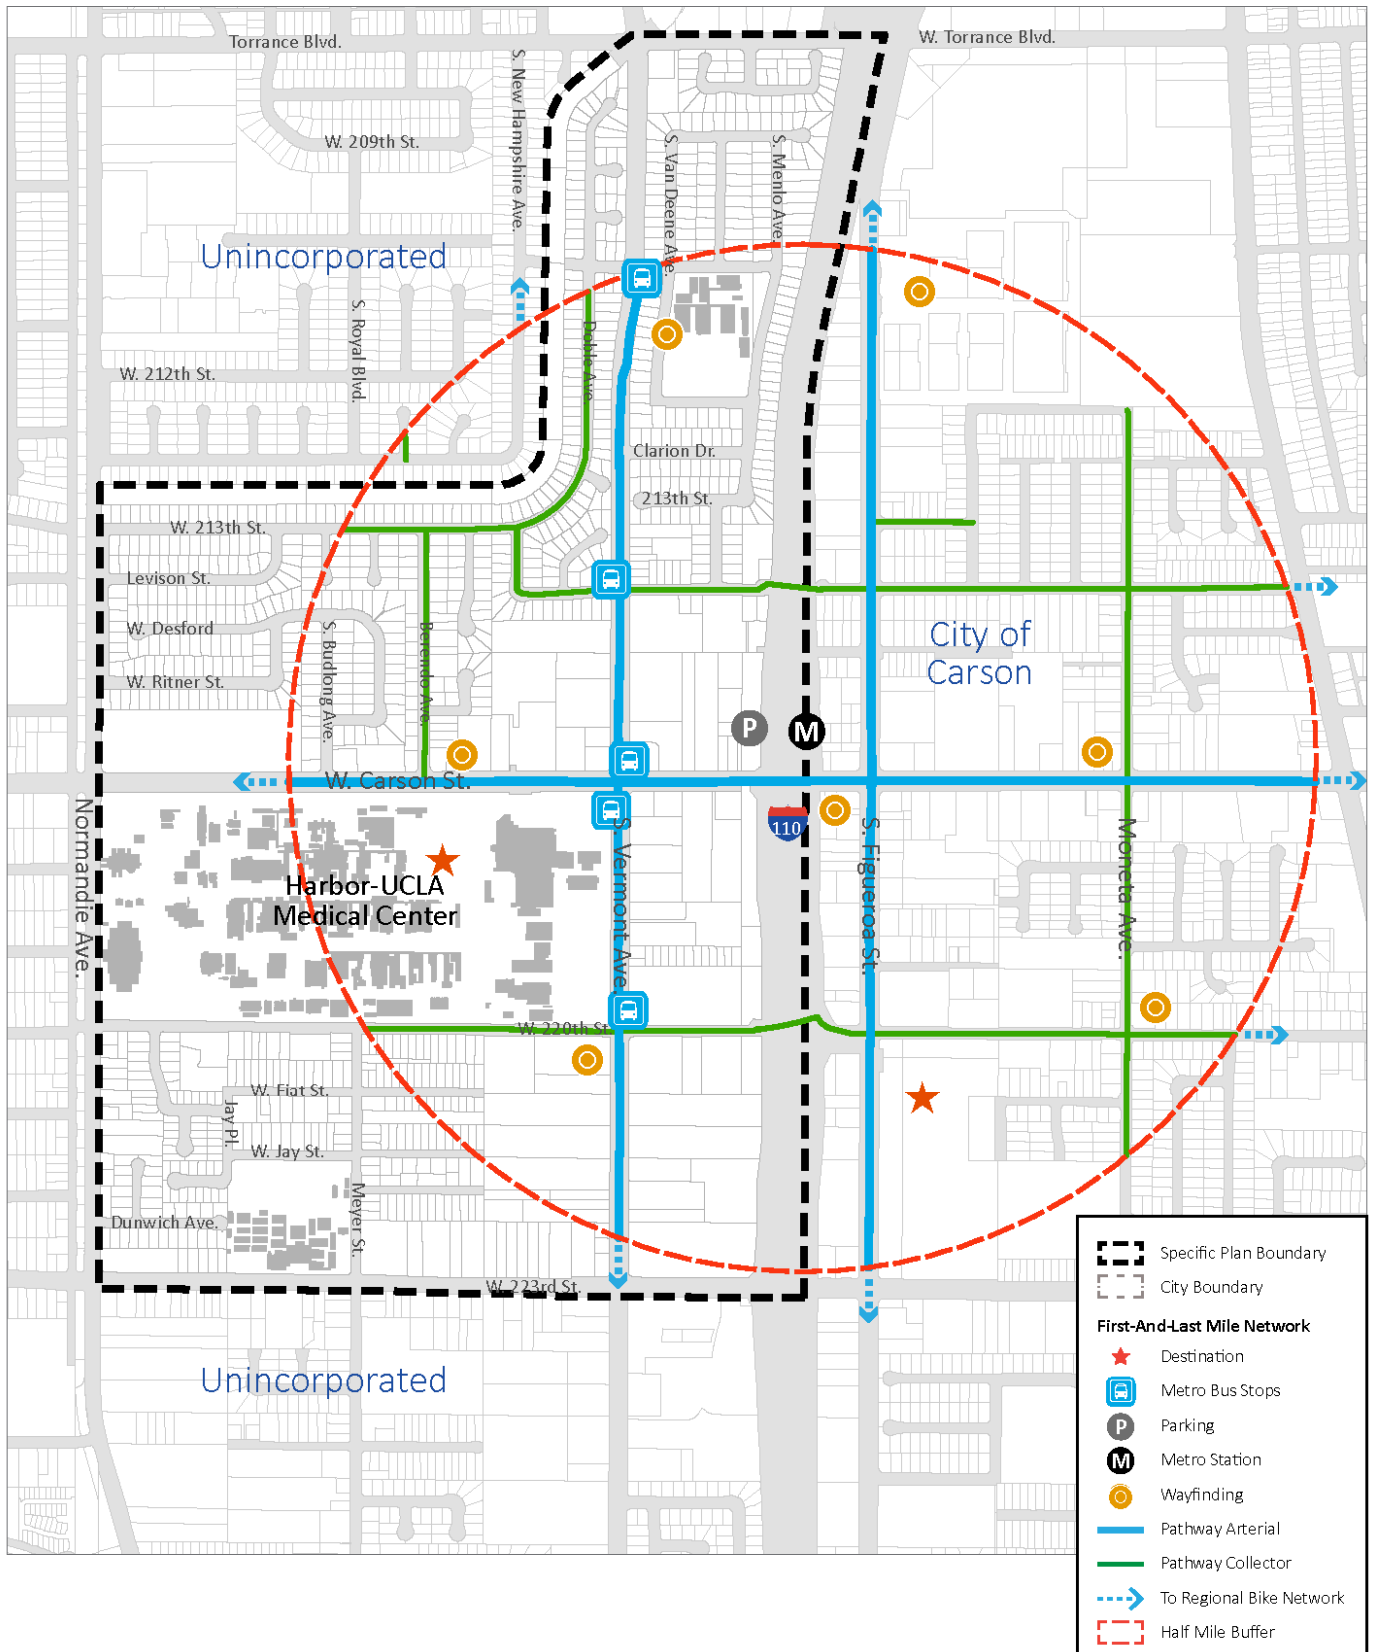 Torrance Blvd.
W. Torrance Blvd.
S. New Hampshire Ave.
W. 209th St.
S. Van Deene Ave.
S. Menlo Ave.
Unincorporated
S. Royal Blvd.
Doble Ave.
W. 212th St.
Clarion Dr.
213th St.
W. 213th St.
Levison St.
W. Desford
S. Budlong Ave.
Berendo Ave.
City of
Carson
W. Ritner St.
P
M
W. Carson St.
Normandie Ave.
110
S. Vermont Ave.
S. Figueroa St.
Moneta Ave.
Harbor-UCLA
Medical Center
W. 220th St.
W. Fiat St.
Jay Pl.
W. Jay St.
Meyer St.
Dunwich Ave.
W. 223rd St.
Unincorporated
Specific Plan Boundary
City Boundary
First-And-Last Mile Network
Destination
Metro Bus Stops
P Parking
M Metro Station
Wayfinding
Pathway Arterial
Pathway Collector
To Regional Bike Network
Half Mile Buffer